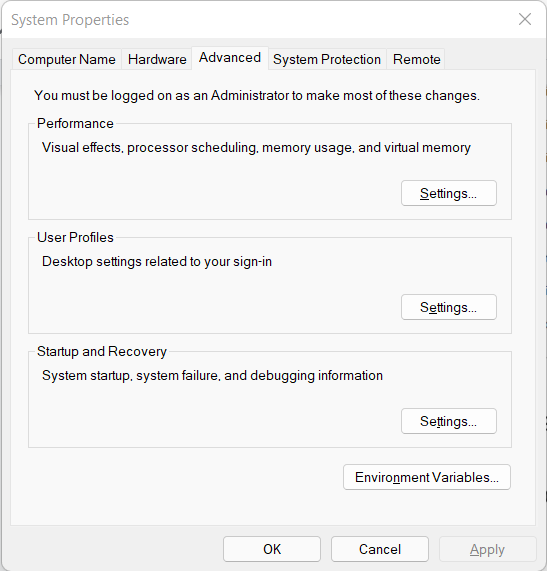 System Properties
Computer Name Hardware Advanced System Protection Remote
You must be logged on as an Administrator to make most of these changes.
Performance
Visual effects, processor scheduling, memory usage, and virtual memory
Settings...
User Profiles
Desktop settings related to your sign-in
Settings...
Startup and Recovery
System startup, system failure, and debugging information
Settings...
Environment Variables...
OK Cancel Apply